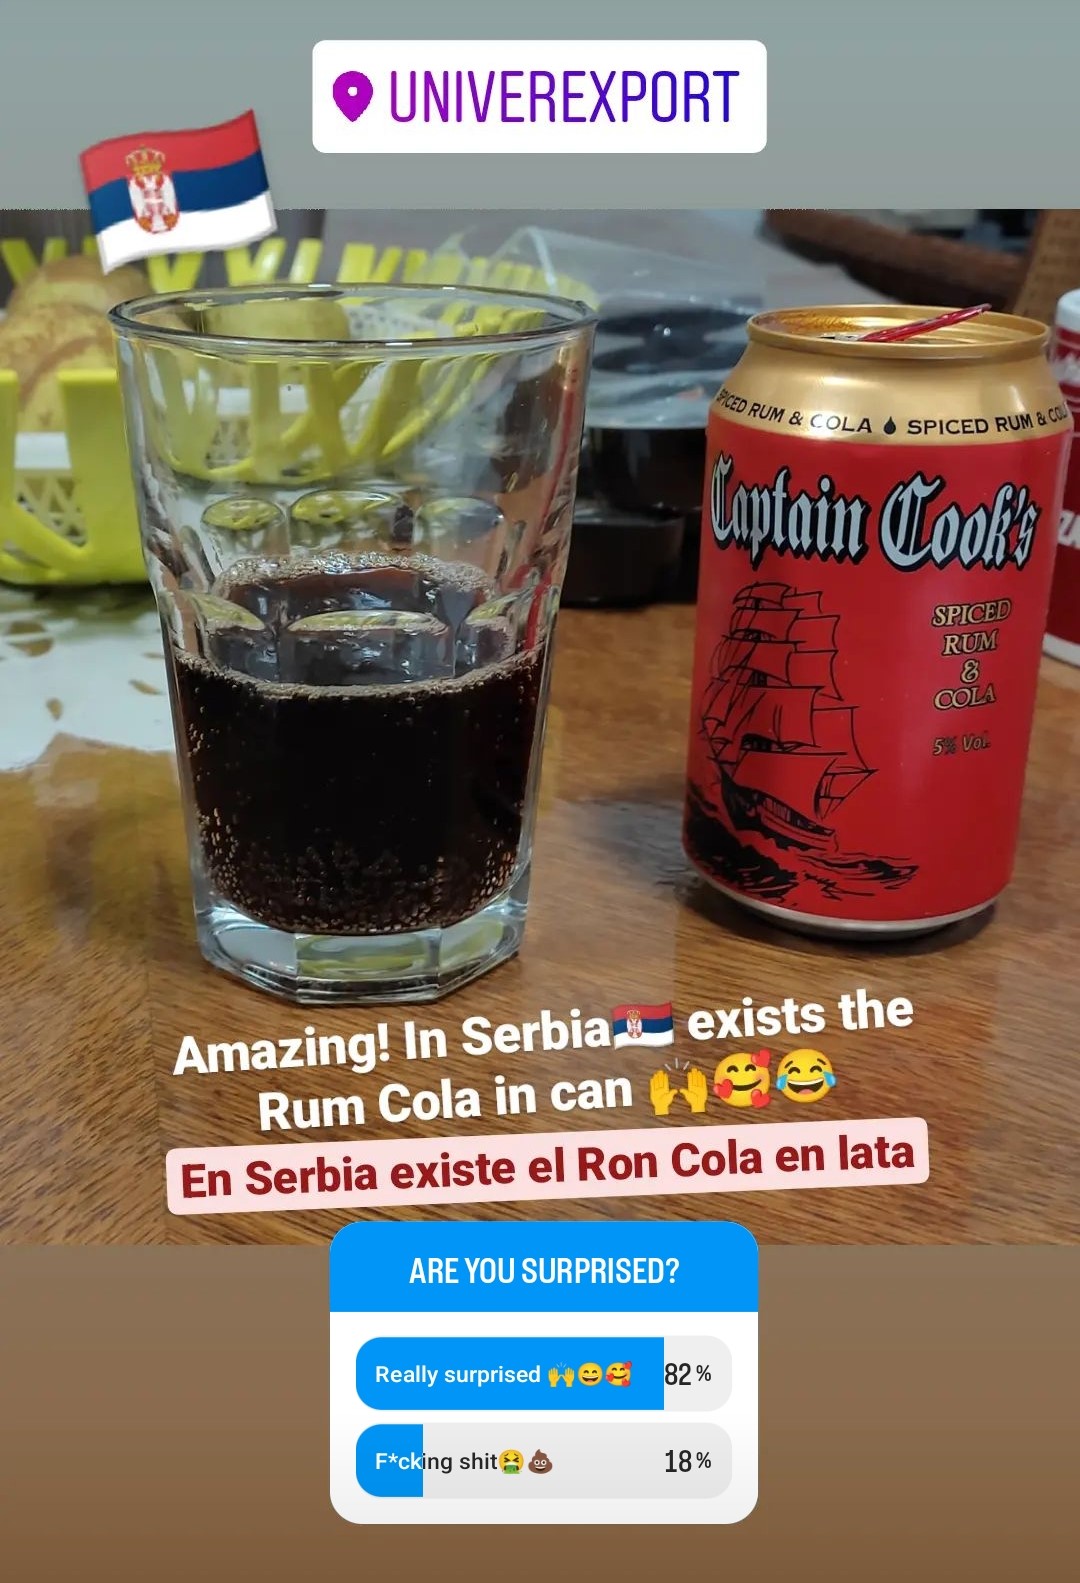 UNIVEREXPORT
SPICED RUM & COLA SPICED RUM & COLA
Captain Cook's
SPICED
RUM
&
COLA
5% Vol.
Amazing! In Serbia🇷🇸 exists the
Rum Cola in can 🙌🥰😂
En Serbia existe el Ron Cola en lata
ARE YOU SURPRISED?
Really surprised 🙌😄🥰 82%
F*cking shit🤮💩 18%